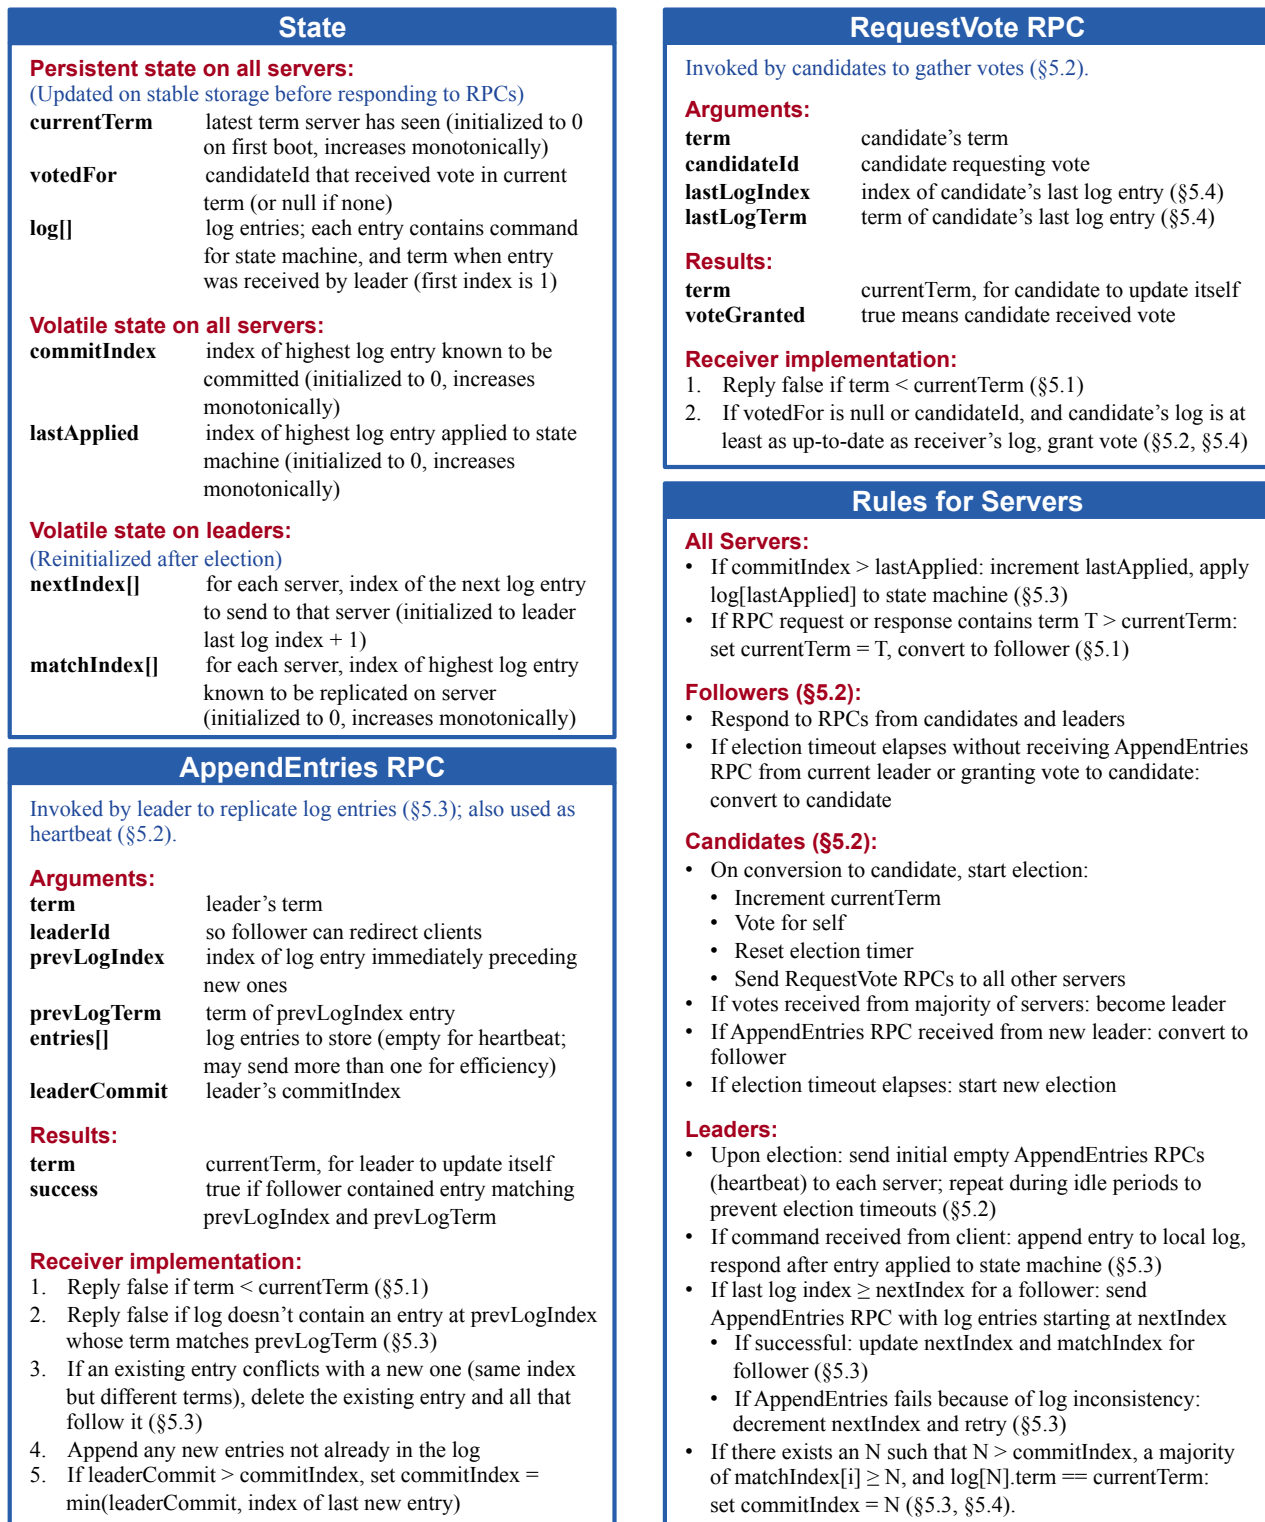 State
Persistent state on all servers:
(Updated on stable storage before responding to RPCs)
currentTerm latest term server has seen (initialized to 0
on first boot, increases monotonically)
votedFor candidateId that received vote in current
term (or null if none)
log[] log entries; each entry contains command
for state machine, and term when entry
was received by leader (first index is 1)
Volatile state on all servers:
commitIndex index of highest log entry known to be
committed (initialized to 0, increases
monotonically)
lastApplied index of highest log entry applied to state
machine (initialized to 0, increases
monotonically)
Volatile state on leaders:
(Reinitialized after election)
nextIndex[] for each server, index of the next log entry
to send to that server (initialized to leader
last log index + 1)
matchIndex[] for each server, index of highest log entry
known to be replicated on server
(initialized to 0, increases monotonically)
AppendEntries RPC
Invoked by leader to replicate log entries (§5.3); also used as
heartbeat (§5.2).
Arguments:
term leader’s term
leaderId so follower can redirect clients
prevLogIndex index of log entry immediately preceding
new ones
prevLogTerm term of prevLogIndex entry
entries[] log entries to store (empty for heartbeat;
may send more than one for efficiency)
leaderCommit leader’s commitIndex
Results:
term currentTerm, for leader to update itself
success true if follower contained entry matching
prevLogIndex and prevLogTerm
Receiver implementation:
1. Reply false if term < currentTerm (§5.1)
2. Reply false if log doesn’t contain an entry at prevLogIndex
whose term matches prevLogTerm (§5.3)
3. If an existing entry conflicts with a new one (same index
but different terms), delete the existing entry and all that
follow it (§5.3)
4. Append any new entries not already in the log
5. If leaderCommit > commitIndex, set commitIndex =
min(leaderCommit, index of last new entry)
RequestVote RPC
Invoked by candidates to gather votes (§5.2).
Arguments:
term candidate’s term
candidateId candidate requesting vote
lastLogIndex index of candidate’s last log entry (§5.4)
lastLogTerm term of candidate’s last log entry (§5.4)
Results:
term currentTerm, for candidate to update itself
voteGranted true means candidate received vote
Receiver implementation:
1. Reply false if term < currentTerm (§5.1)
2. If votedFor is null or candidateId, and candidate’s log is at
least as up-to-date as receiver’s log, grant vote (§5.2, §5.4)
Rules for Servers
All Servers:
• If commitIndex > lastApplied: increment lastApplied, apply
log[lastApplied] to state machine (§5.3)
• If RPC request or response contains term T > currentTerm:
set currentTerm = T, convert to follower (§5.1)
Followers (§5.2):
• Respond to RPCs from candidates and leaders
• If election timeout elapses without receiving AppendEntries
RPC from current leader or granting vote to candidate:
convert to candidate
Candidates (§5.2):
• On conversion to candidate, start election:
• Increment currentTerm
• Vote for self
• Reset election timer
• Send RequestVote RPCs to all other servers
• If votes received from majority of servers: become leader
• If AppendEntries RPC received from new leader: convert to
follower
• If election timeout elapses: start new election
Leaders:
• Upon election: send initial empty AppendEntries RPCs
(heartbeat) to each server; repeat during idle periods to
prevent election timeouts (§5.2)
• If command received from client: append entry to local log,
respond after entry applied to state machine (§5.3)
• If last log index ≥ nextIndex for a follower: send
AppendEntries RPC with log entries starting at nextIndex
• If successful: update nextIndex and matchIndex for
follower (§5.3)
• If AppendEntries fails because of log inconsistency:
decrement nextIndex and retry (§5.3)
• If there exists an N such that N > commitIndex, a majority
of matchIndex[i] ≥ N, and log[N].term == currentTerm:
set commitIndex = N (§5.3, §5.4).